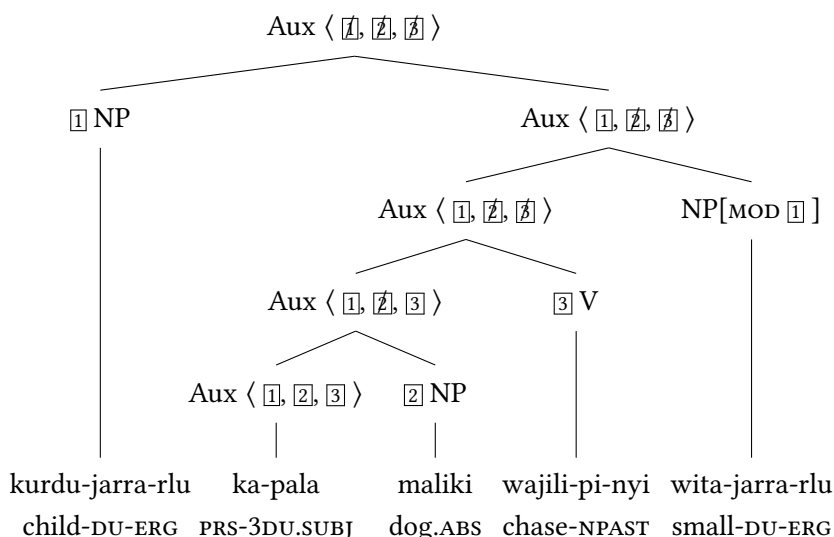 Aux ⟨ 1̸, 2̸, 3̸ ⟩
1 NP Aux ⟨ 1, 2̸, 3̸ ⟩
Aux ⟨ 1, 2̸, 3̸ ⟩ NP[MOD 1 ]
Aux ⟨ 1, 2̸, 3 ⟩ 3 V
Aux ⟨ 1, 2, 3 ⟩ 2 NP
kurdu-jarra-rlu ka-pala maliki wajili-pi-nyi wita-jarra-rlu
child-DU-ERG PRS-3DU.SUBJ dog.ABS chase-NPAST small-DU-ERG